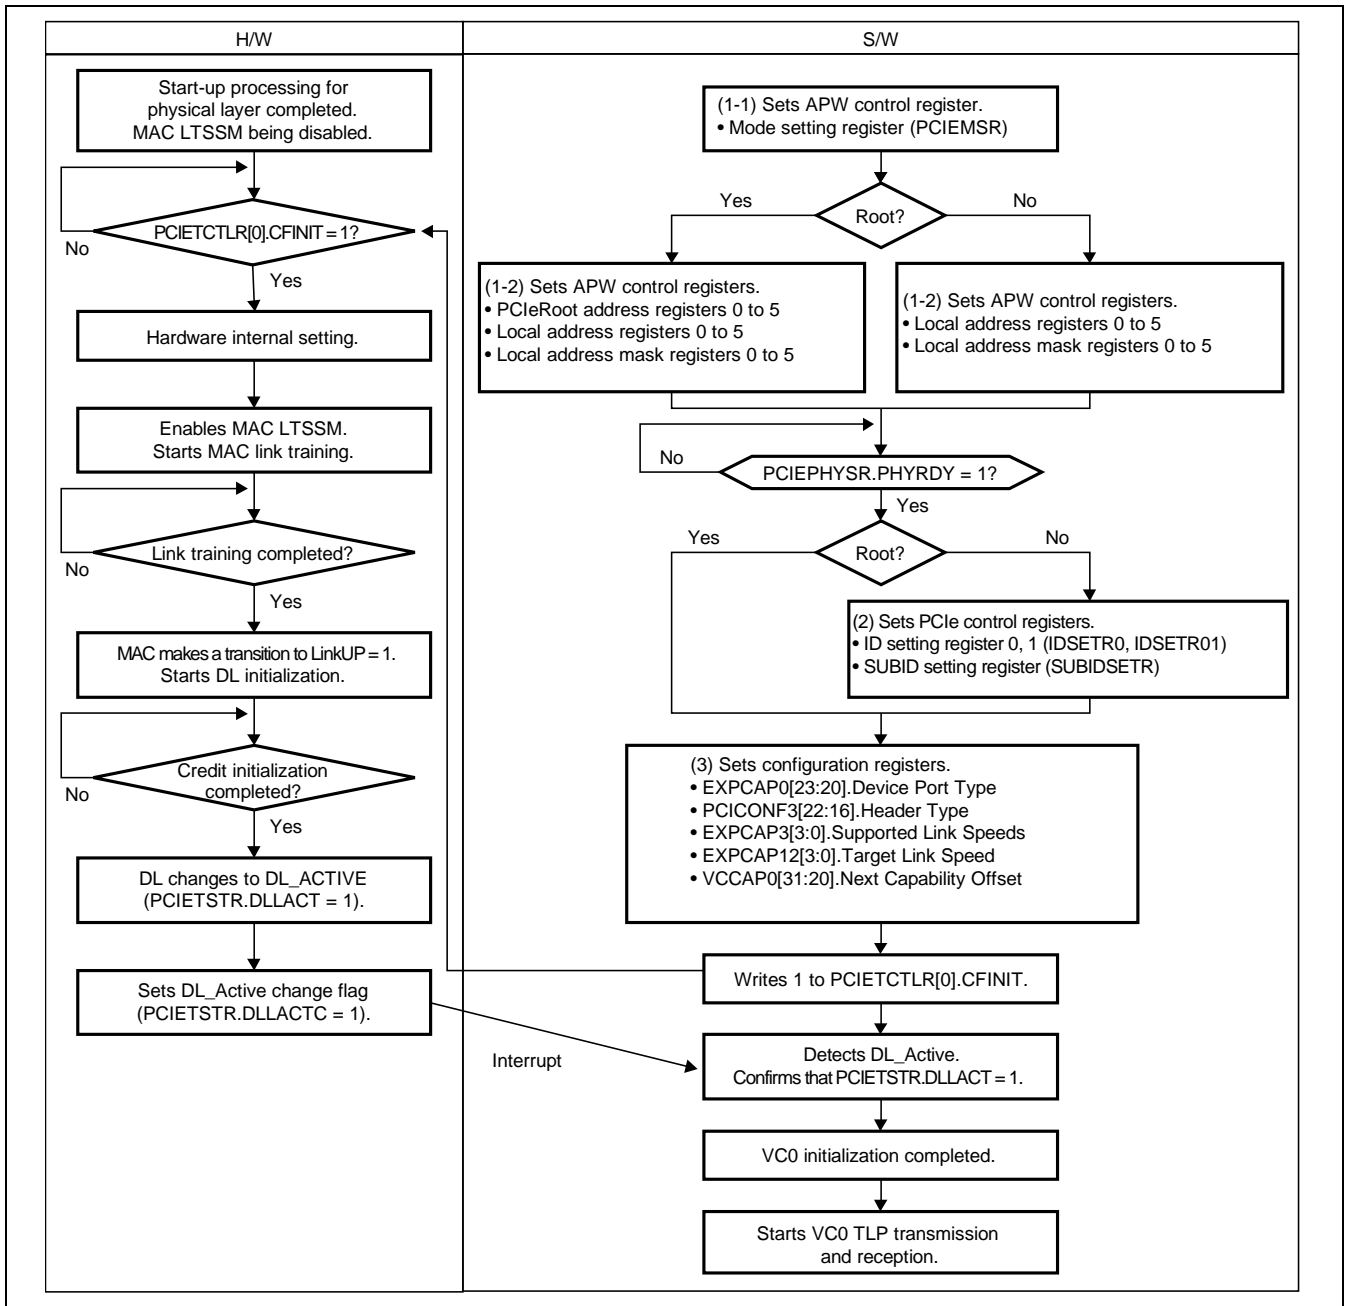 H/W
Start-up processing for
physical layer completed.
MAC LTSSM being disabled.
PCIETCTLR[0].CFINIT = 1?
No
Yes
Hardware internal setting.
Enables MAC LTSSM.
Starts MAC link training.
Link training completed?
No
Yes
MAC makes a transition to LinkUP = 1.
Starts DL initialization.
Credit initialization
completed?
No
Yes
DL changes to DL_ACTIVE
(PCIETSTR.DLLACT = 1).
Sets DL_Active change flag
(PCIETSTR.DLLACTC = 1).
Interrupt
S/W
(1-1) Sets APW control register.
• Mode setting register (PCIEMSR)
Root?
Yes
No
(1-2) Sets APW control registers.
• PCIeRoot address registers 0 to 5
• Local address registers 0 to 5
• Local address mask registers 0 to 5
(1-2) Sets APW control registers.
• Local address registers 0 to 5
• Local address mask registers 0 to 5
PCIEPHYSR.PHYRDY = 1?
No
Yes
Root?
Yes
No
(2) Sets PCIe control registers.
• ID setting register 0, 1 (IDSETR0, IDSETR01)
• SUBID setting register (SUBIDSETR)
(3) Sets configuration registers.
• EXPCAP0[23:20].Device Port Type
• PCICONF3[22:16].Header Type
• EXPCAP3[3:0].Supported Link Speeds
• EXPCAP12[3:0].Target Link Speed
• VCCAP0[31:20].Next Capability Offset
Writes 1 to PCIETCTLR[0].CFINIT.
Detects DL_Active.
Confirms that PCIETSTR.DLLACT = 1.
VC0 initialization completed.
Starts VC0 TLP transmission
and reception.